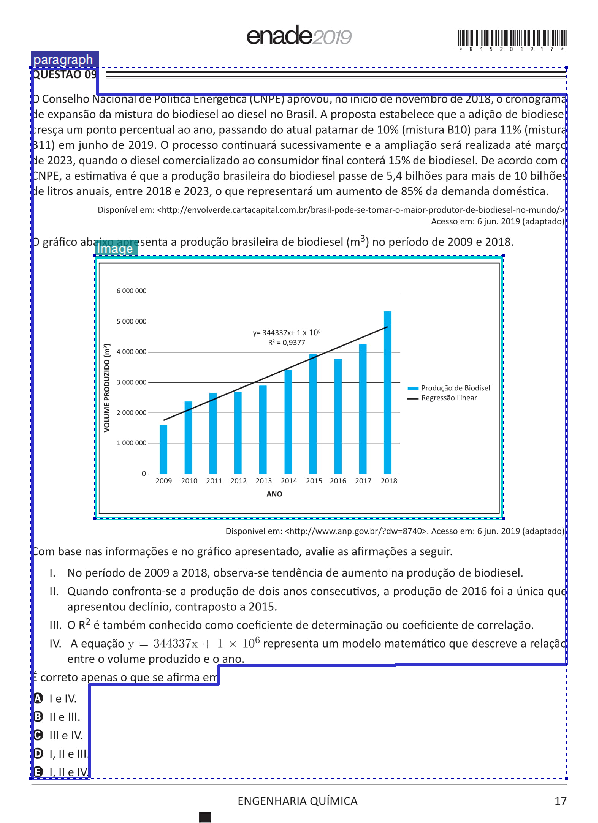 enade2019
*A1920091174*
paragraph
QUESTÃO 09
O Conselho Nacional de Política Energética (CNPE) aprovou, no início de novembro de 2018, o cronograma
de expansão da mistura do biodiesel ao diesel no Brasil. A proposta estabelece que a adição de biodiesel
cresça um ponto percentual ao ano, passando do atual patamar de 10% (mistura B10) para 11% (mistura
B11) em junho de 2019. O processo continuará sucessivamente e a ampliação será realizada até março
de 2023, quando o diesel comercializado ao consumidor final conterá 15% de biodiesel. De acordo com o
CNPE, a estimativa é que a produção brasileira do biodiesel passe de 5,4 bilhões para mais de 10 bilhões
de litros anuais, entre 2018 e 2023, o que representará um aumento de 85% da demanda doméstica.
Disponível em: <http://envolverde.cartacapital.com.br/brasil-pode-se-tornar-o-maior-produtor-de-biodiesel-no-mundo/>.
Acesso em: 6 jun. 2019 (adaptado).
O gráfico abaixo apresenta a produção brasileira de biodiesel (m³) no período de 2009 e 2018.
Image
6 000 000
5 000 000
y= 344337x+ 1 x 10⁶
R² = 0,9377
4 000 000
3 000 000
2 000 000
1 000 000
0
VOLUME PRODUZIDO (m³)
Produção de Biodisel
Regressão Linear
2009 2010 2011 2012 2013 2014 2015 2016 2017 2018
ANO
Disponível em: <http://www.anp.gov.br/?dw=8740>. Acesso em: 6 jun. 2019 (adaptado).
Com base nas informações e no gráfico apresentado, avalie as afirmações a seguir.
I. No período de 2009 a 2018, observa-se tendência de aumento na produção de biodiesel.
II. Quando confronta-se a produção de dois anos consecutivos, a produção de 2016 foi a única que
apresentou declínio, contraposto a 2015.
III. O R² é também conhecido como coeficiente de determinação ou coeficiente de correlação.
IV. A equação y = 344337x + 1 × 10⁶ representa um modelo matemático que descreve a relação
entre o volume produzido e o ano.
É correto apenas o que se afirma em
A I e IV.
B II e III.
C III e IV.
D I, II e III.
E I, II e IV.
ENGENHARIA QUÍMICA
17